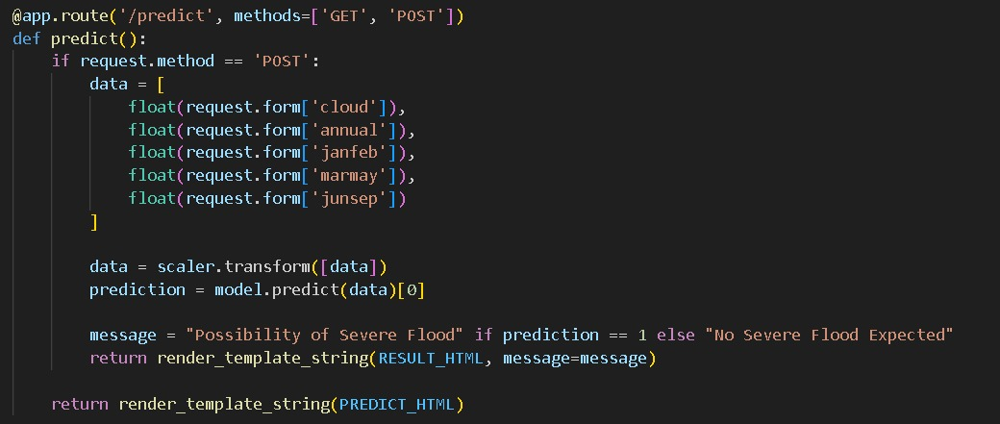 @app.route('/predict', methods=['GET', 'POST'])
def predict():
    if request.method == 'POST':
        data = [
            float(request.form['cloud']),
            float(request.form['annual']),
            float(request.form['janfeb']),
            float(request.form['marmay']),
            float(request.form['junsep'])
        ]

        data = scaler.transform([data])
        prediction = model.predict(data)[0]

        message = "Possibility of Severe Flood" if prediction == 1 else "No Severe Flood Expected"
        return render_template_string(RESULT_HTML, message=message)

    return render_template_string(PREDICT_HTML)